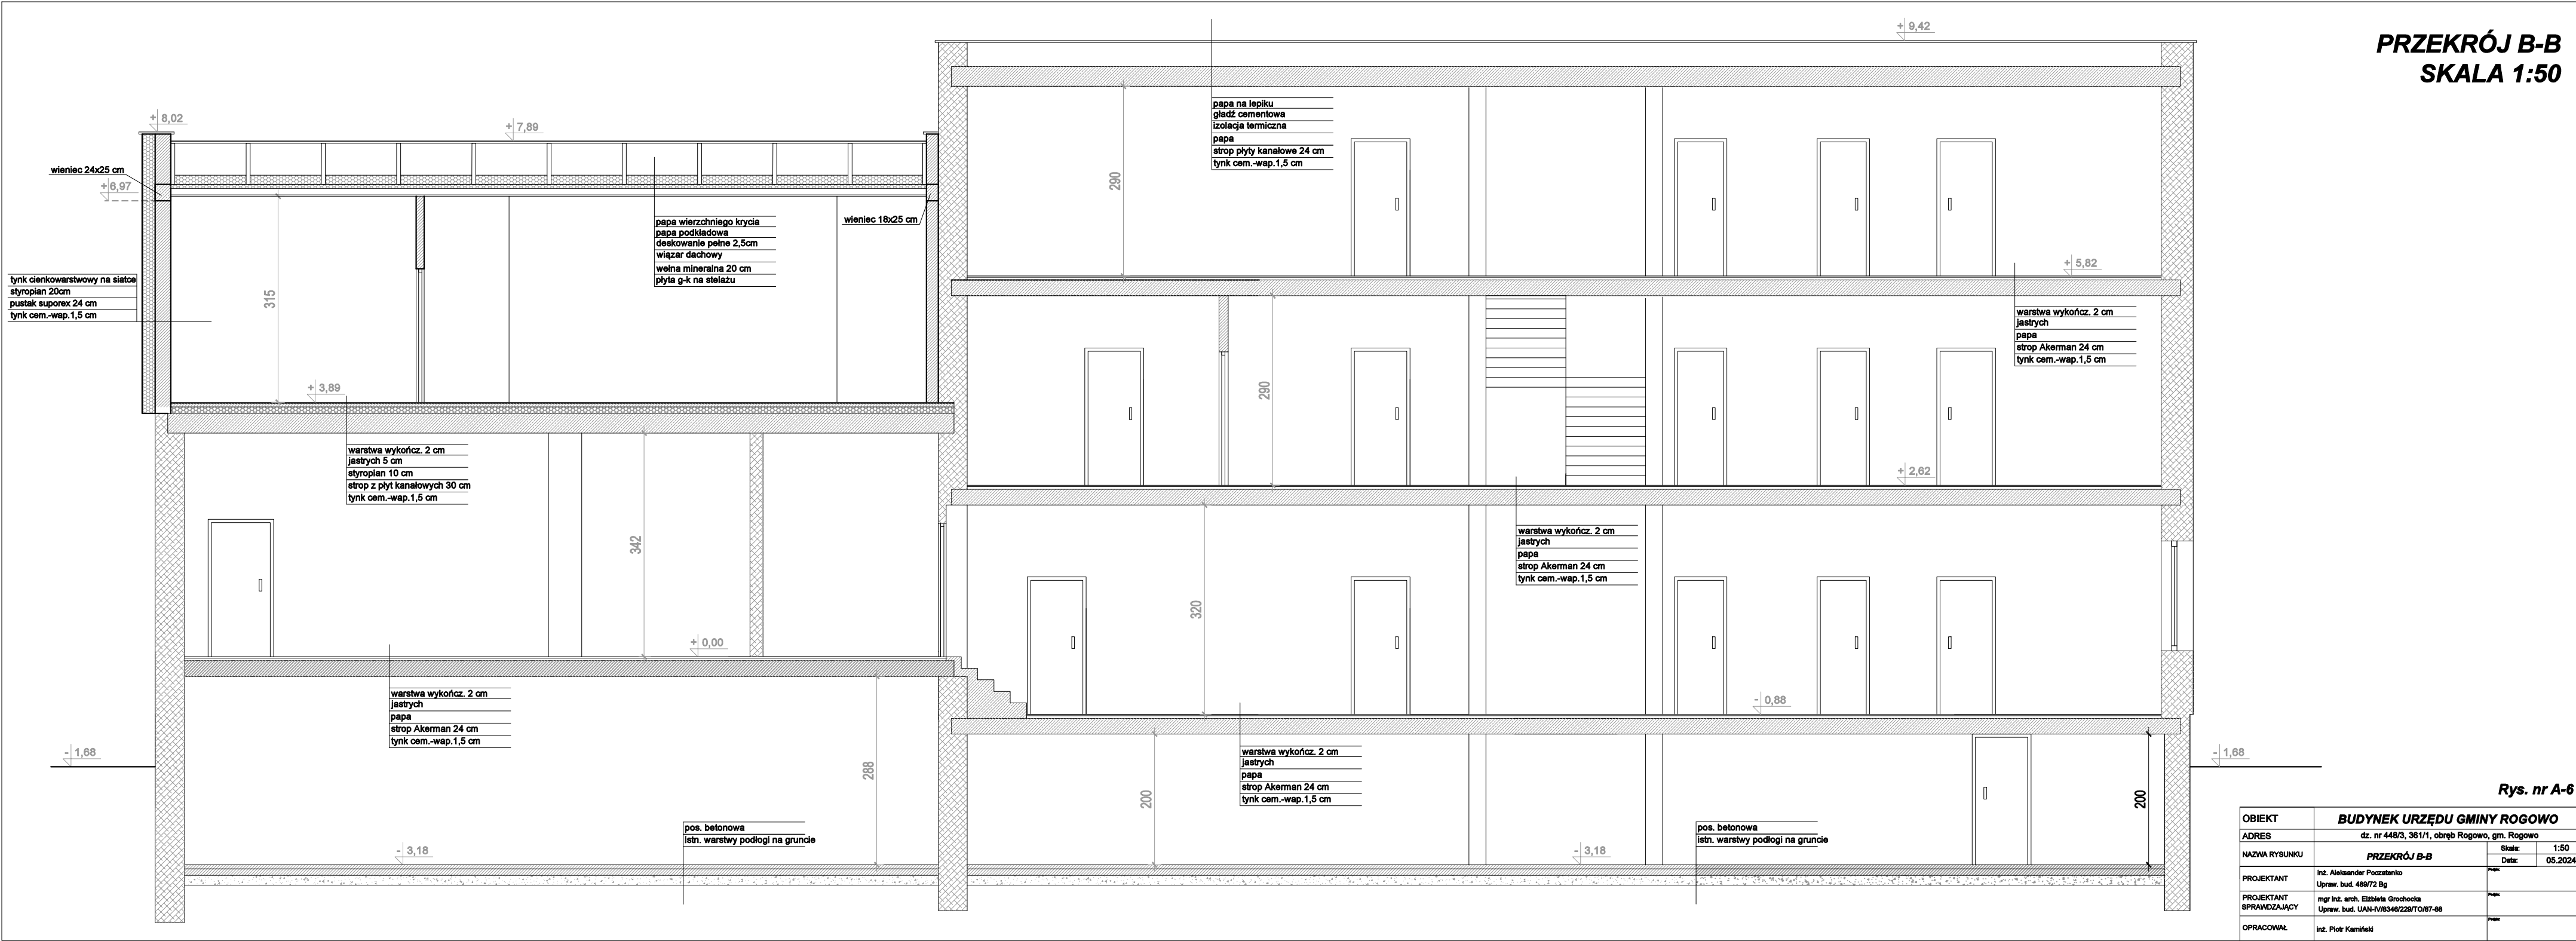 PRZEKRÓJ B-B
SKALA 1:50
+ 9,42
+ 8,02
+ 7,89
wieniec 24x25 cm
+ 6,97
papa na lepiku
gładź cementowa
izolacja termiczna
papa
strop płyty kanałowe 24 cm
tynk cem.-wap.1,5 cm
290
papa wierzchniego krycia
papa podkładowa
deskowanie pełne 2,5cm
wiązar dachowy
wełna mineralna 20 cm
płyta g-k na stelażu
wieniec 18x25 cm
tynk cienkowarstwowy na siatce
styropian 20cm
pustak suporex 24 cm
tynk cem.-wap.1,5 cm
315
+ 5,82
warstwa wykończ. 2 cm
jastrych
papa
strop Akerman 24 cm
tynk cem.-wap.1,5 cm
+ 3,89
290
warstwa wykończ. 2 cm
jastrych 5 cm
styropian 10 cm
strop z płyt kanałowych 30 cm
tynk cem.-wap.1,5 cm
+ 2,62
342
warstwa wykończ. 2 cm
jastrych
papa
strop Akerman 24 cm
tynk cem.-wap.1,5 cm
320
+ 0,00
warstwa wykończ. 2 cm
jastrych
papa
strop Akerman 24 cm
tynk cem.-wap.1,5 cm
- 0,88
- 1,68
288
warstwa wykończ. 2 cm
jastrych
papa
strop Akerman 24 cm
tynk cem.-wap.1,5 cm
200
200
- 1,68
pos. betonowa
istn. warstwy podłogi na gruncie
pos. betonowa
istn. warstwy podłogi na gruncie
- 3,18
- 3,18
Rys. nr A-6
OBIEKT BUDYNEK URZĘDU GMINY ROGOWO
ADRES dz. nr 448/3, 361/1, obręb Rogowo, gm. Rogowo
NAZWA RYSUNKU PRZEKRÓJ B-B Skala: 1:50
Data: 05.2024
PROJEKTANT inż. Aleksander Poczatenko
Upraw. bud. 489/72 Bg
Podpis:
PROJEKTANT SPRAWDZAJĄCY mgr inż. arch. Elżbieta Grochocka
Upraw. bud. UAN-IV/8346/229/TO/87-88
Podpis:
OPRACOWAŁ inż. Piotr Kamiński
Podpis: